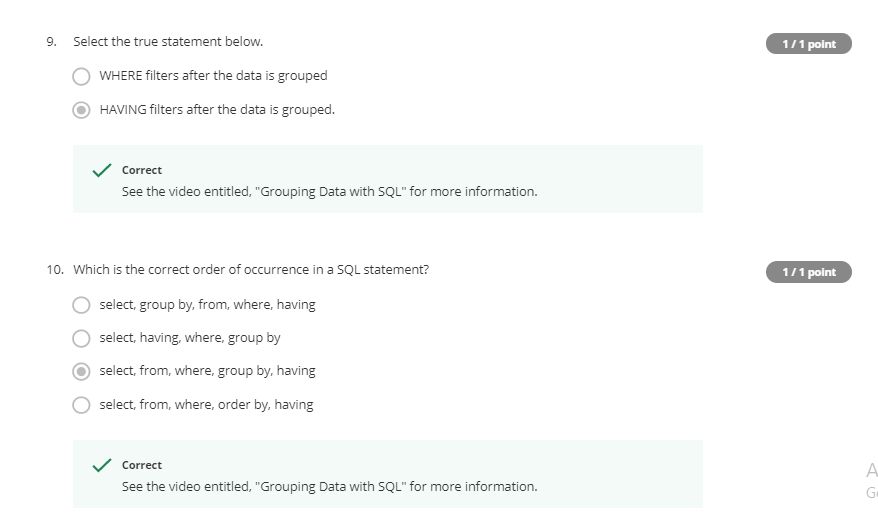 9. Select the true statement below.
1 / 1 point
WHERE filters after the data is grouped
HAVING filters after the data is grouped.
Correct
See the video entitled, "Grouping Data with SQL" for more information.
10. Which is the correct order of occurrence in a SQL statement?
1 / 1 point
select, group by, from, where, having
select, having, where, group by
select, from, where, group by, having
select, from, where, order by, having
Correct
See the video entitled, "Grouping Data with SQL" for more information.